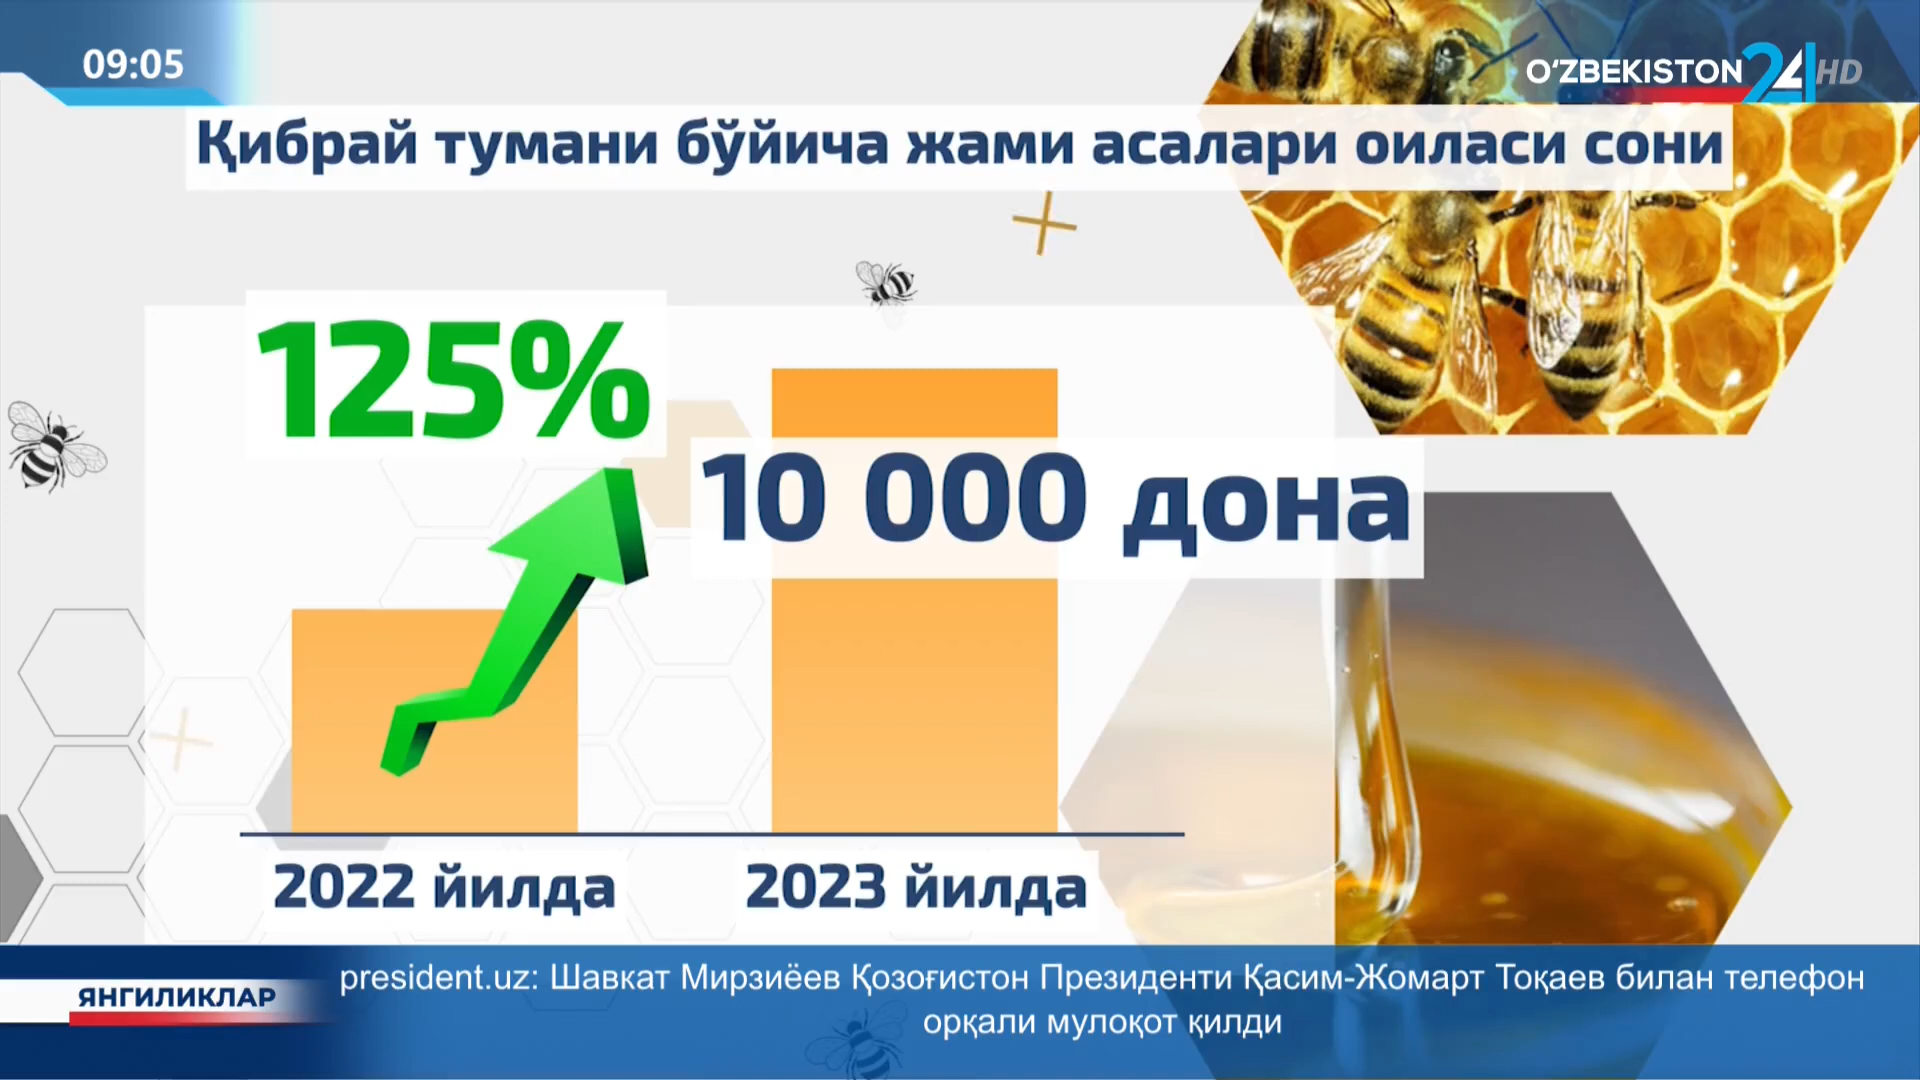 09:05
O‘ZBEKISTON 24 HD
Қибрай тумани бўйича жами асалари оиласи сони
125%
10 000 дона
2022 йилда
2023 йилда
ЯНГИЛИКЛАР
president.uz: Шавкат Мирзиёев Қозоғистон Президенти Қасим-Жомарт Тоқаев билан телефон
орқали мулоқот қилди